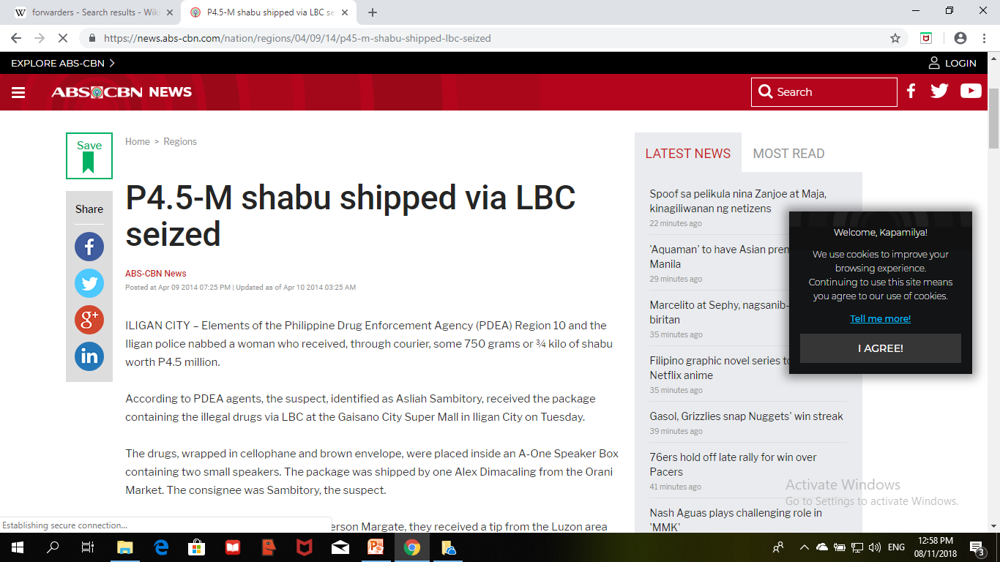 forwarders - Search results - Wiki
P4.5-M shabu shipped via LBC se
https://news.abs-cbn.com/nation/regions/04/09/14/p45-m-shabu-shipped-lbc-seized
EXPLORE ABS-CBN
LOGIN
ABS CBN NEWS
Search
Save
Share
Home > Regions
P4.5-M shabu shipped via LBC
seized
ABS-CBN News
Posted at Apr 09 2014 07:25 PM | Updated as of Apr 10 2014 03:25 AM
ILIGAN CITY – Elements of the Philippine Drug Enforcement Agency (PDEA) Region 10 and the
Iligan police nabbed a woman who received, through courier, some 750 grams or ¾ kilo of shabu
worth P4.5 million.
According to PDEA agents, the suspect, identified as Asliah Sambitory, received the package
containing the illegal drugs via LBC at the Gaisano City Super Mall in Iligan City on Tuesday.
The drugs, wrapped in cellophane and brown envelope, were placed inside an A-One Speaker Box
containing two small speakers. The package was shipped by one Alex Dimacaling from the Orani
Market. The consignee was Sambitory, the suspect.
erson Margate, they received a tip from the Luzon area
LATEST NEWS
MOST READ
Spoof sa pelikula nina Zanjoe at Maja,
kinagiliwanan ng netizens
22 minutes ago
'Aquaman' to have Asian prem
Manila
29 minutes ago
Marcelito at Sephy, nagsanib-
biritan
35 minutes ago
Filipino graphic novel series to
Netflix anime
35 minutes ago
Gasol, Grizzlies snap Nuggets' win streak
39 minutes ago
76ers hold off late rally for win over
Pacers
41 minutes ago
Nash Aguas plays challenging role in
'MMK'
Welcome, Kapamilya!
We use cookies to improve your
browsing experience.
Continuing to use this site means
you agree to our use of cookies.
Tell me more!
I AGREE!
Activate Windows
Go to Settings to activate Windows.
Establishing secure connection...
ENG
12:58 PM
08/11/2018
3